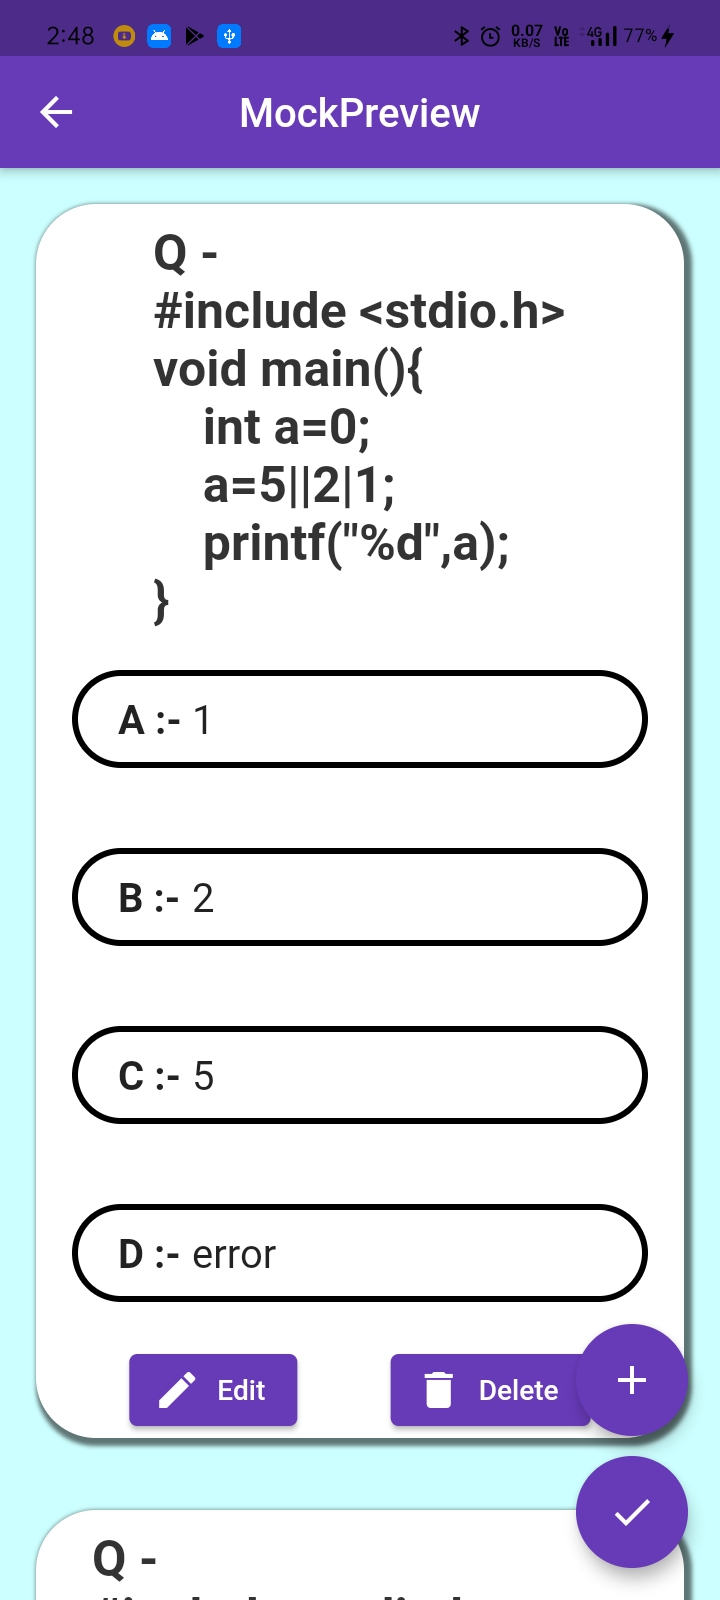 2:48 0.07 KB/S Vo LTE 4G 77%
MockPreview
Q -
#include <stdio.h>
void main(){
int a=0;
a=5||2|1;
printf("%d",a);
}
A :- 1
B :- 2
C :- 5
D :- error
Edit Delete
Q -